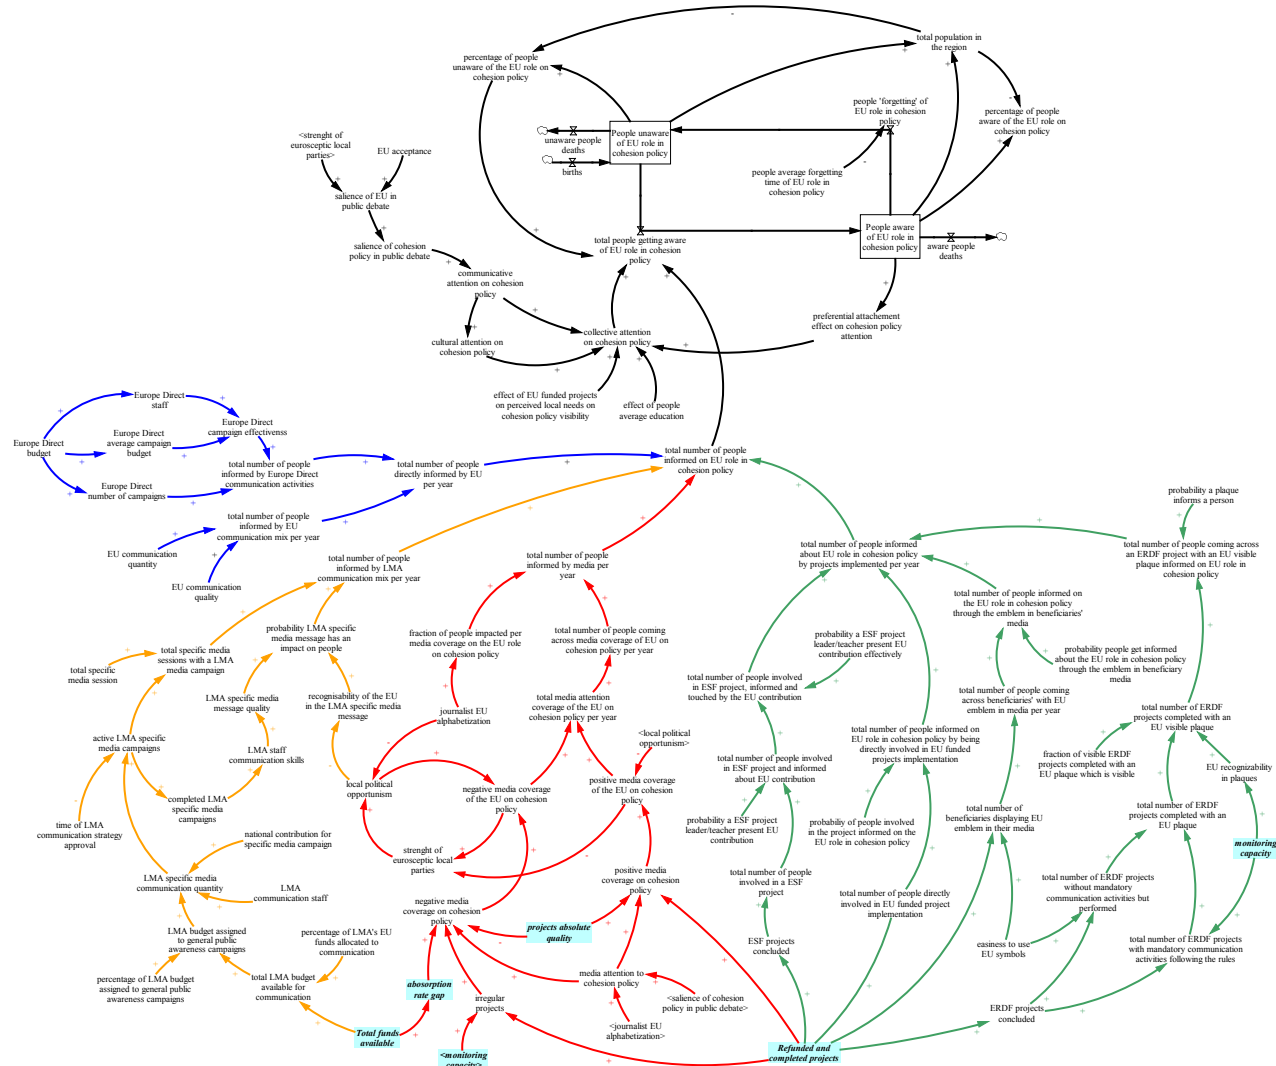 total population in
the region
percentage of people
unaware of the EU role on
cohesion policy
people 'forgetting' of
EU role in cohesion
policy
percentage of people
aware of the EU role on
cohesion policy
<strenght of
eurosceptic local
parties>
EU acceptance
unaware people
deaths
births
People unaware
of EU role in
cohesion policy
people average forgetting
time of EU role in
cohesion policy
salience of EU in
public debate
People aware
of EU role in
cohesion policy
aware people
deaths
salience of cohesion
policy in public debate
total people getting aware
of EU role in cohesion
policy
communicative
attention on cohesion
policy
preferential attachement
effect on cohesion policy
attention
cultural attention on
cohesion policy
collective attention
on cohesion policy
effect of EU funded projects
on perceived local needs on
cohesion policy visibility
effect of people
average education
Europe Direct
staff
Europe Direct
budget
Europe Direct
average campaign
budget
Europe Direct
campaign effectivenss
Europe Direct
number of campaigns
total number of people
informed by Europe Direct
communication activities
total number of people
directly informed by EU
per year
total number of people
informed on EU role in
cohesion policy
probability a plaque
informs a person
total number of people
informed by EU
communication mix per year
EU communication
quantity
EU communication
quality
total number of people
informed by LMA
communication mix per year
total number of people
informed by media per
year
total number of people informed
about EU role in cohesion policy
by projects implemented per year
total number of people coming across
an ERDF project with an EU visible
plaque informed on EU role in
cohesion policy
total number of people informed on
the EU role in cohesion policy
through the emblem in beneficiaries'
media
probability LMA specific
media message has an
impact on people
fraction of people impacted per
media coverage on the EU role
on cohesion policy
total number of people coming
across media coverage of EU on
cohesion policy per year
probability a ESF project
leader/teacher present EU
contribution effectively
probability people get informed
about the EU role in cohesion policy
through the emblem in beneficiary
media
total specific
media session
total specific media
sessions with a LMA
media campaign
LMA specific media
message quality
recognisability of the EU
in the LMA specific media
message
journalist EU
alphabetization
total media attention
coverage of the EU on
cohesion policy per year
total number of people involved
in ESF project, informed and
touched by the EU contribution
total number of people coming
across beneficiaries' with EU
emblem in media per year
total number of ERDF
projects completed with an
EU visible plaque
active LMA specific
media campaigns
LMA staff
communication skills
<local political
opportunism>
total number of people informed on
EU role in cohesion policy by being
directly involved in EU funded
projects implementation
fraction of visible ERDF
projects completed with an
EU plaque which is visible
EU recognizability
in plaques
local political
opportunism
negative media coverage
of the EU on cohesion
policy
positive media coverage
of the EU on cohesion
policy
total number of people involved
in ESF project and informed
about EU contribution
completed LMA
specific media
campaigns
time of LMA
communication strategy
approval
probability a ESF project
leader/teacher present EU
contribution
probability of people involved
in the project informed on the
EU role in cohesion policy
total number of
beneficiaries displaying EU
emblem in their media
total number of ERDF
projects completed with an
EU plaque
monitoring
capacity
national contribution for
specific media campaign
strenght of
eurosceptic local
parties
LMA specific media
communication quantity
LMA
communication staff
positive media
coverage on cohesion
policy
total number of people
involved in a ESF
project
total number of people directly
involved in EU funded project
implementation
total number of ERDF projects
without mandatory
communication activities but
performed
negative media
coverage on cohesion
policy
projects absolute
quality
LMA budget assigned
to general public
awareness campaigns
percentage of LMA's EU
funds allocated to
communication
ESF projects
concluded
easiness to use
EU symbols
total number of ERDF projects
with mandatory communication
activities following the rules
percentage of LMA budget
assigned to general public
awareness campaigns
total LMA budget
available for
communication
abosorption
rate gap
irregular
projects
media attention to
cohesion policy
<salience of cohesion
policy in public debate>
<journalist EU
alphabetization>
ERDF projects
concluded
Total funds
available
<monitoring
capacity>
Refunded and
completed projects